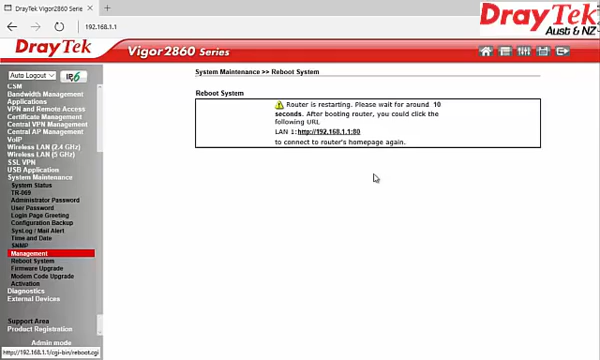 DrayTek Vigor2860 Serie
192.168.1.1
DrayTek
Aust & NZ
DrayTek
Vigor2860 Series
Auto Logout
IPv6
CSM
Bandwidth Management
Applications
VPN and Remote Access
Certificate Management
Central VPN Management
Central AP Management
VoIP
Wireless LAN (2.4 GHz)
Wireless LAN (5 GHz)
SSL VPN
USB Application
System Maintenance
System Status
TR-069
Administrator Password
User Password
Login Page Greeting
Configuration Backup
SysLog / Mail Alert
Time and Date
SNMP
Management
Reboot System
Firmware Upgrade
Modem Code Upgrade
Activation
Diagnostics
External Devices
Support Area
Product Registration
Admin mode
http://192.168.1.1/cgi-bin/reboot.cgi
System Maintenance >> Reboot System
Reboot System
Router is restarting. Please wait for around 10
seconds. After booting router, you could click the
following URL
LAN 1:http://192.168.1.1:80
to connect to router's homepage again.